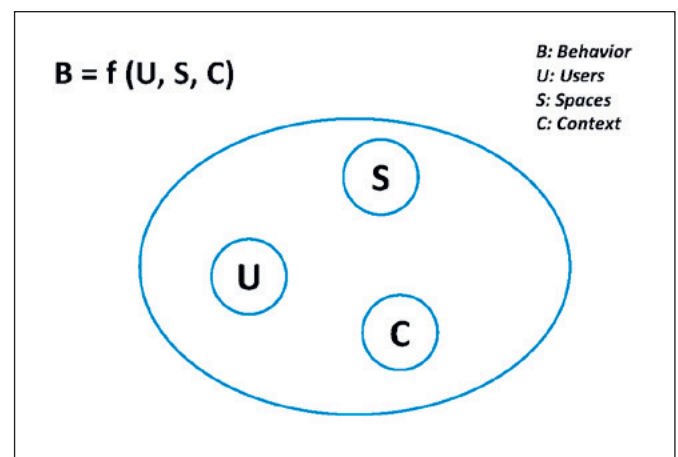 B = f (U, S, C)
B: Behavior
U: Users
S: Spaces
C: Context
S
U
C